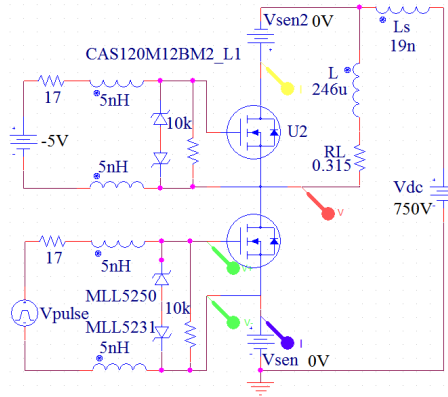 Vsen2 0V
Ls
19n
CAS120M12BM2_L1
L
246u
17
5nH
10k
U2
-5V
5nH
RL
0.315
Vdc
750V
V
17
5nH
V+
MLL5250
10k
Vpulse
MLL5231
V-
5nH
I
Vsen 0V